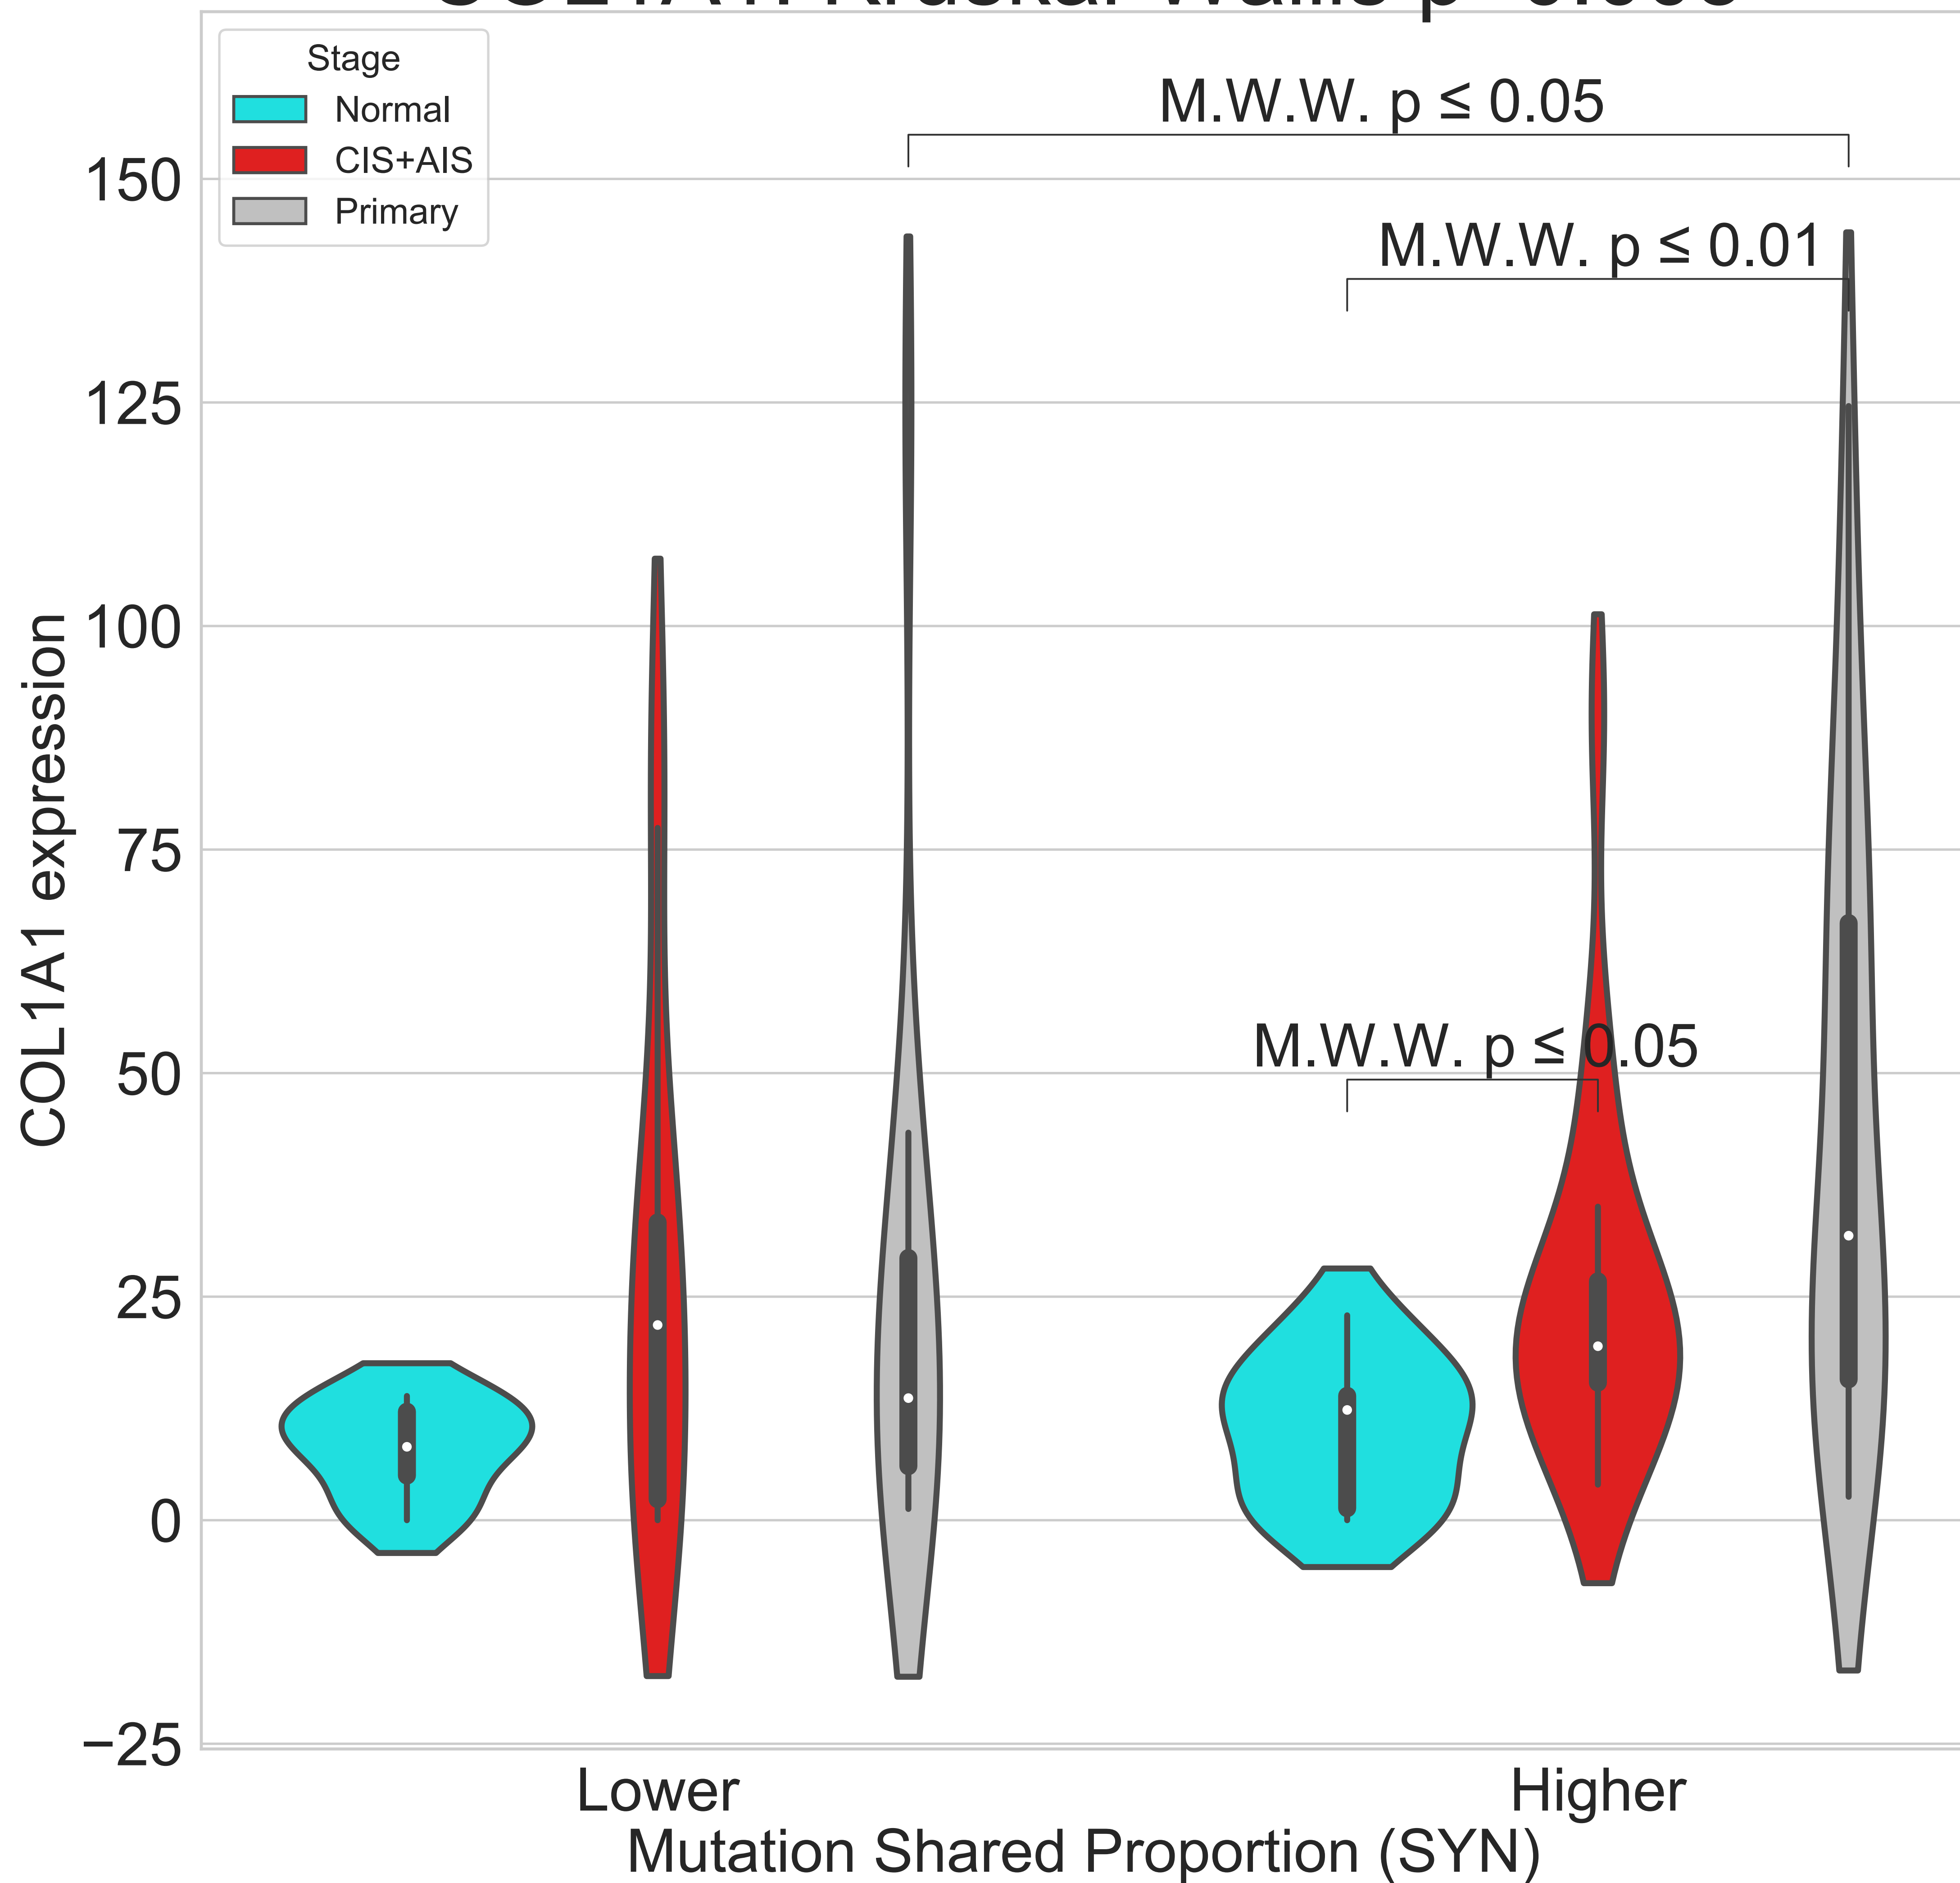 Stage
Normal
CIS+AIS
Primary
M.W.W. p ≤ 0.05
M.W.W. p ≤ 0.01
M.W.W. p ≤ 0.05
150
125
100
75
50
25
0
−25
COL1A1 expression
Lower
Higher
Mutation Shared Proportion (SYN)